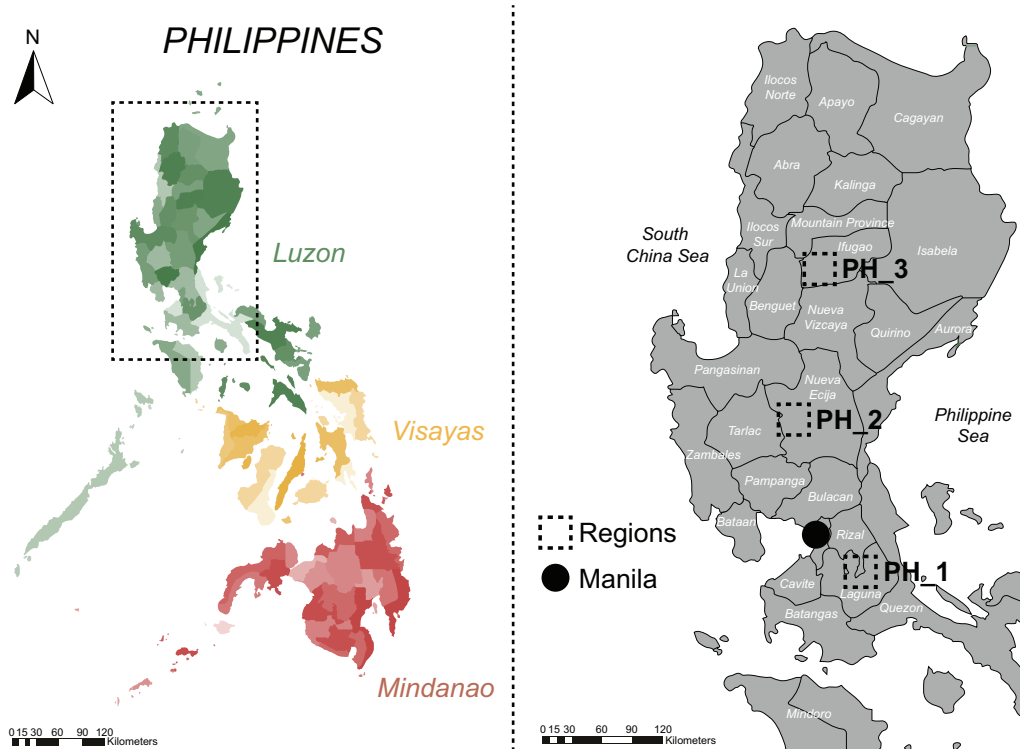 PHILIPPINES
N
Luzon
Visayas
Mindanao
0 15 30 60 90 120
Kilometers
Ilocos
Norte
Apayo
Cagayan
Abra
Kalinga
Mountain Province
Ilocos
Sur
Ifugao
Isabela
South
China Sea
La
Union
PH_3
Benguet
Nueva
Vizcaya
Quirino
Aurora
Pangasinan
Nueva
Ecija
PH_2
Philippine
Sea
Tarlac
Zambales
Pampanga
Bulacan
Bataan
Regions
Rizal
Manila
PH_1
Cavite
Laguna
Quezon
Batangas
Mindoro
0 15 30 60 90 120
Kilometers